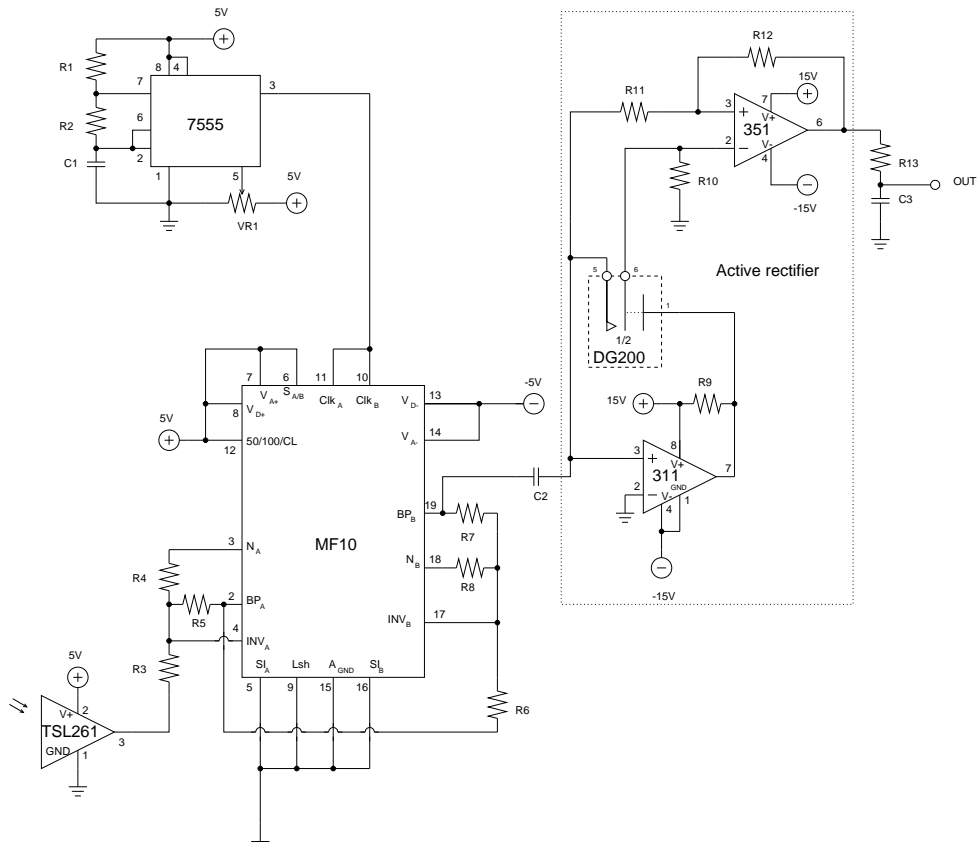 5V
R1
8
4
7
3
R2
7555
6
2
C1
1
5
5V
VR1
R12
15V
R11
3
7
V+
351
6
V-
2
4
R13
R10
-15V
OUT
C3
5
6
Active rectifier
1
1/2
DG200
7
6
11
10
V A+
S A/B
Clk A
Clk B
V D-
13
-5V
8
V D+
5V
50/100/CL
12
V A-
14
R9
15V
8
3
V+
311
7
GND
2
V-
1
4
C2
-15V
19
BP B
R7
MF10
3
N A
N B
18
R4
R8
2
BP A
R5
INV B
17
4
INV A
R3
SI A
Lsh
A GND
SI B
5
9
15
16
R6
5V
V+
2
TSL261
3
GND
1